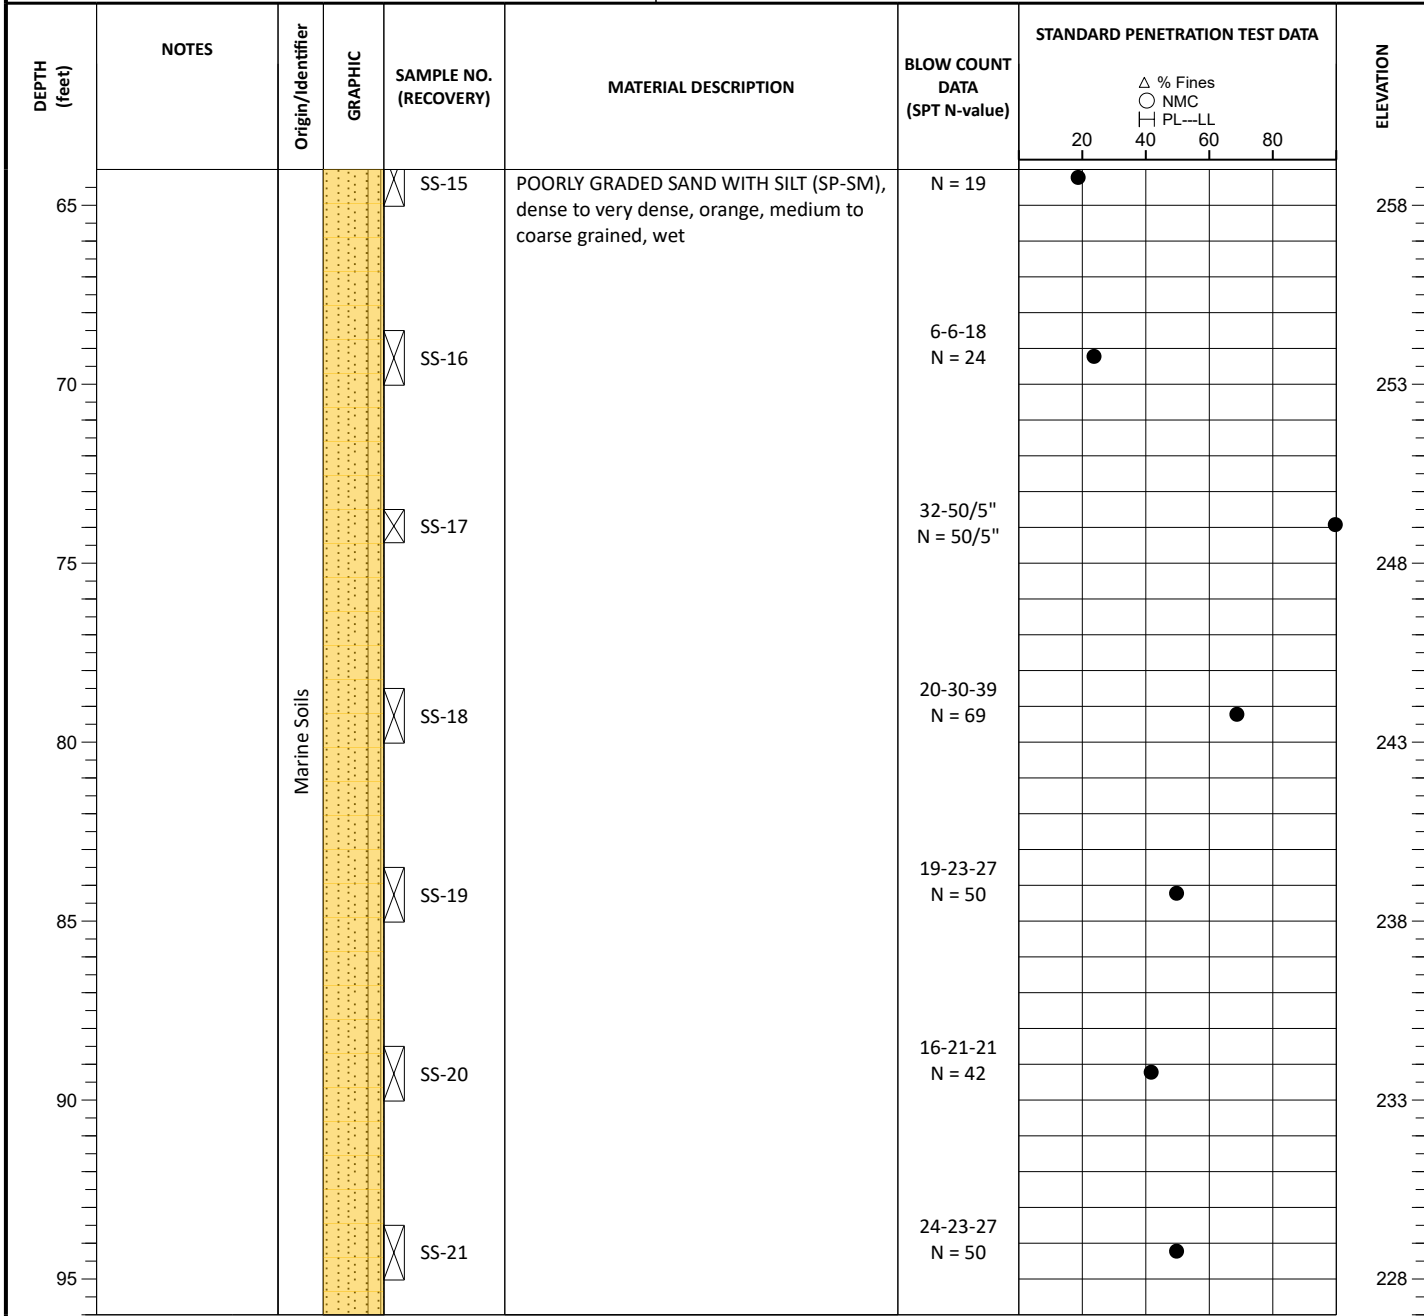 DEPTH
(feet)
NOTES
Origin/Identifier
GRAPHIC
SAMPLE NO.
(RECOVERY)
MATERIAL DESCRIPTION
BLOW COUNT
DATA
(SPT N-value)
STANDARD PENETRATION TEST DATA
△ % Fines
○ NMC
PL---LL
20 40 60 80
ELEVATION
SS-15
POORLY GRADED SAND WITH SILT (SP-SM),
dense to very dense, orange, medium to
coarse grained, wet
N = 19
65
258
6-6-18
SS-16
N = 24
70
253
32-50/5"
SS-17
N = 50/5"
75
248
Marine Soils
20-30-39
SS-18
N = 69
80
243
19-23-27
SS-19
N = 50
85
238
16-21-21
SS-20
N = 42
90
233
24-23-27
SS-21
N = 50
95
228